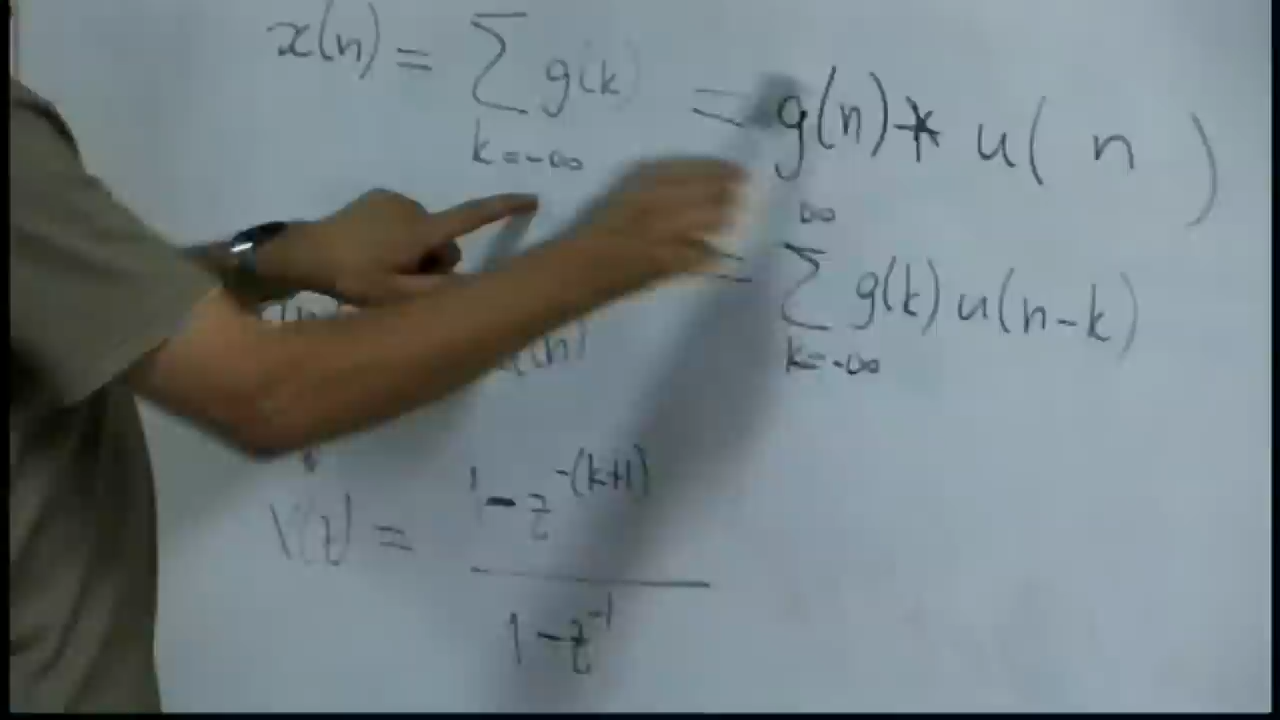 x(n) = ∑ g(k) = g(n) * u( n )
k=-∞
∞
= ∑ g(k) u(n-k)
k=-∞
1 - z^-(k+1)
(z) =
1 - z^-1